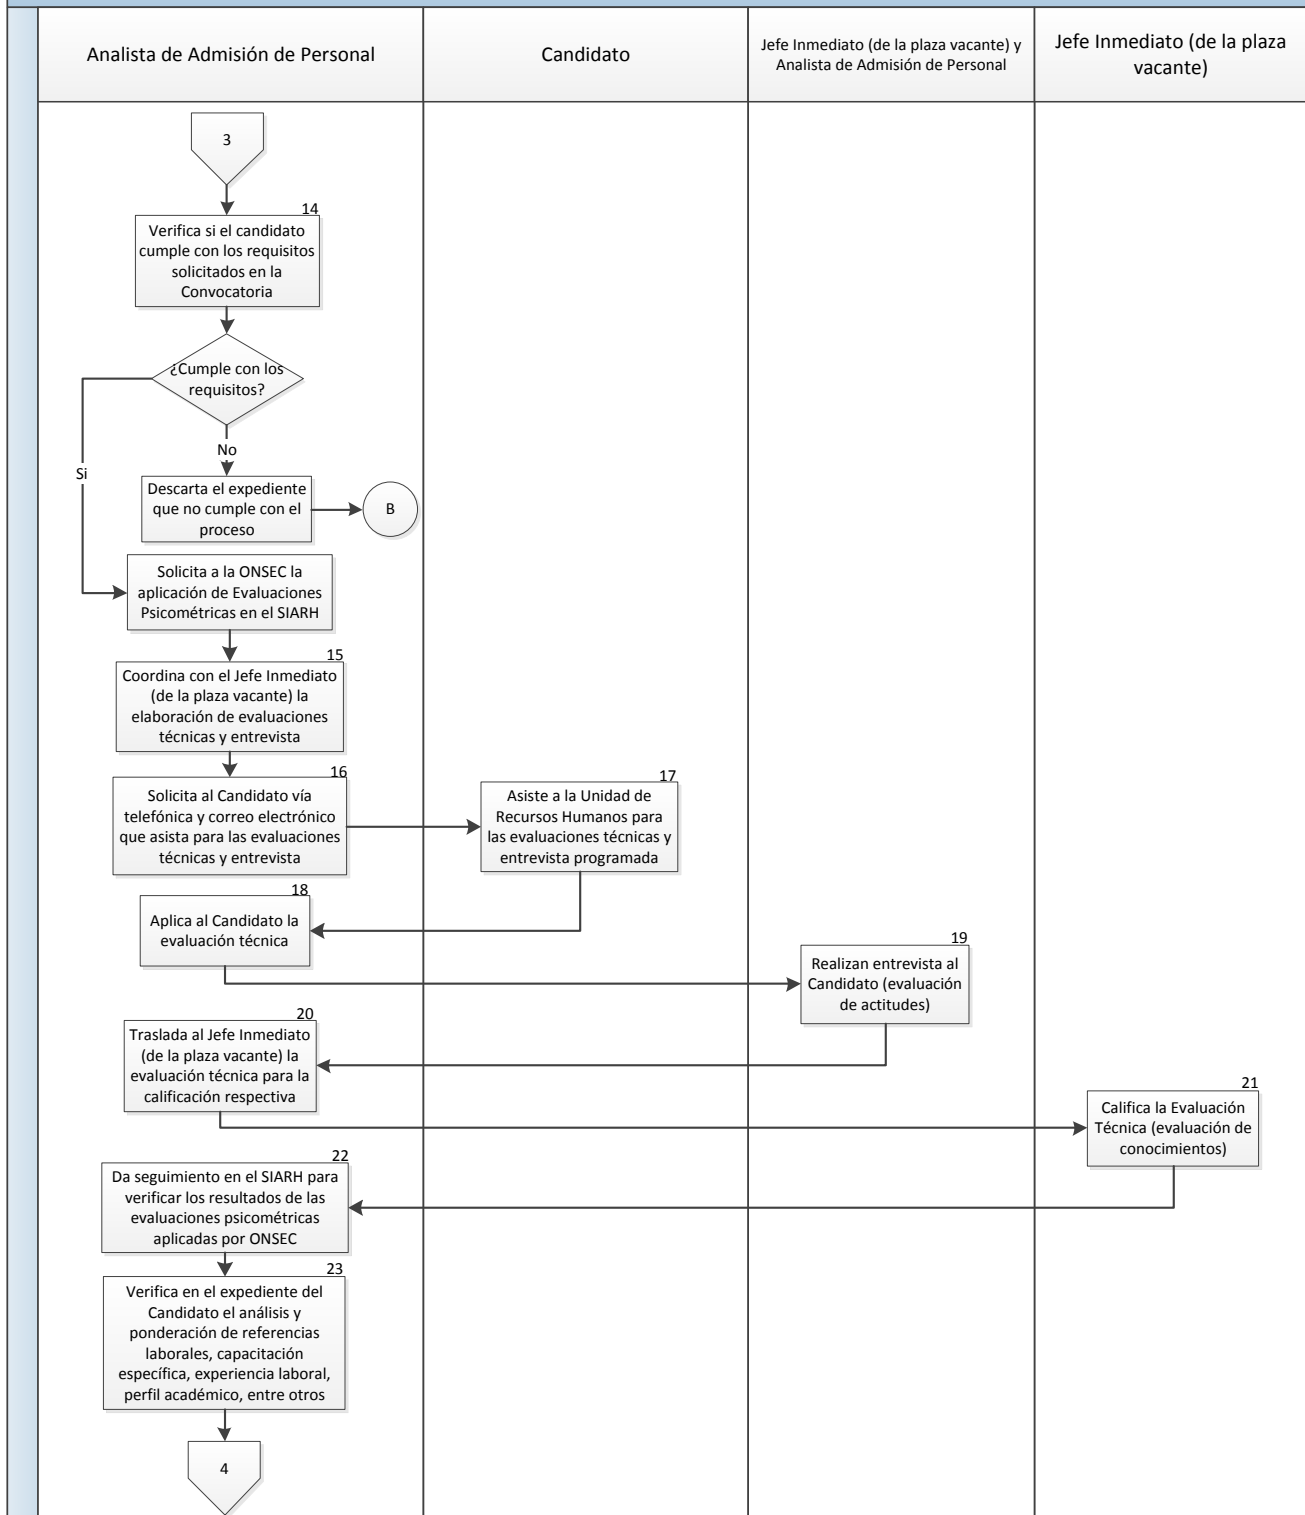 Analista de Admisión de Personal
Candidato
Jefe Inmediato (de la plaza vacante) y
Analista de Admisión de Personal
Jefe Inmediato (de la plaza
vacante)
3
14
Verifica si el candidato
cumple con los requisitos
solicitados en la
Convocatoria
¿Cumple con los
requisitos?
No
Si
Descarta el expediente
que no cumple con el
proceso
B
Solicita a la ONSEC la
aplicación de Evaluaciones
Psicométricas en el SIARH
15
Coordina con el Jefe Inmediato
(de la plaza vacante) la
elaboración de evaluaciones
técnicas y entrevista
16
Solicita al Candidato vía
telefónica y correo electrónico
que asista para las evaluaciones
técnicas y entrevista
17
Asiste a la Unidad de
Recursos Humanos para
las evaluaciones técnicas y
entrevista programada
18
Aplica al Candidato la
evaluación técnica
19
Realizan entrevista al
Candidato (evaluación
de actitudes)
20
Traslada al Jefe Inmediato
(de la plaza vacante) la
evaluación técnica para la
calificación respectiva
21
Califica la Evaluación
Técnica (evaluación de
conocimientos)
22
Da seguimiento en el SIARH para
verificar los resultados de las
evaluaciones psicométricas
aplicadas por ONSEC
23
Verifica en el expediente del
Candidato el análisis y
ponderación de referencias
laborales, capacitación
específica, experiencia laboral,
perfil académico, entre otros
4